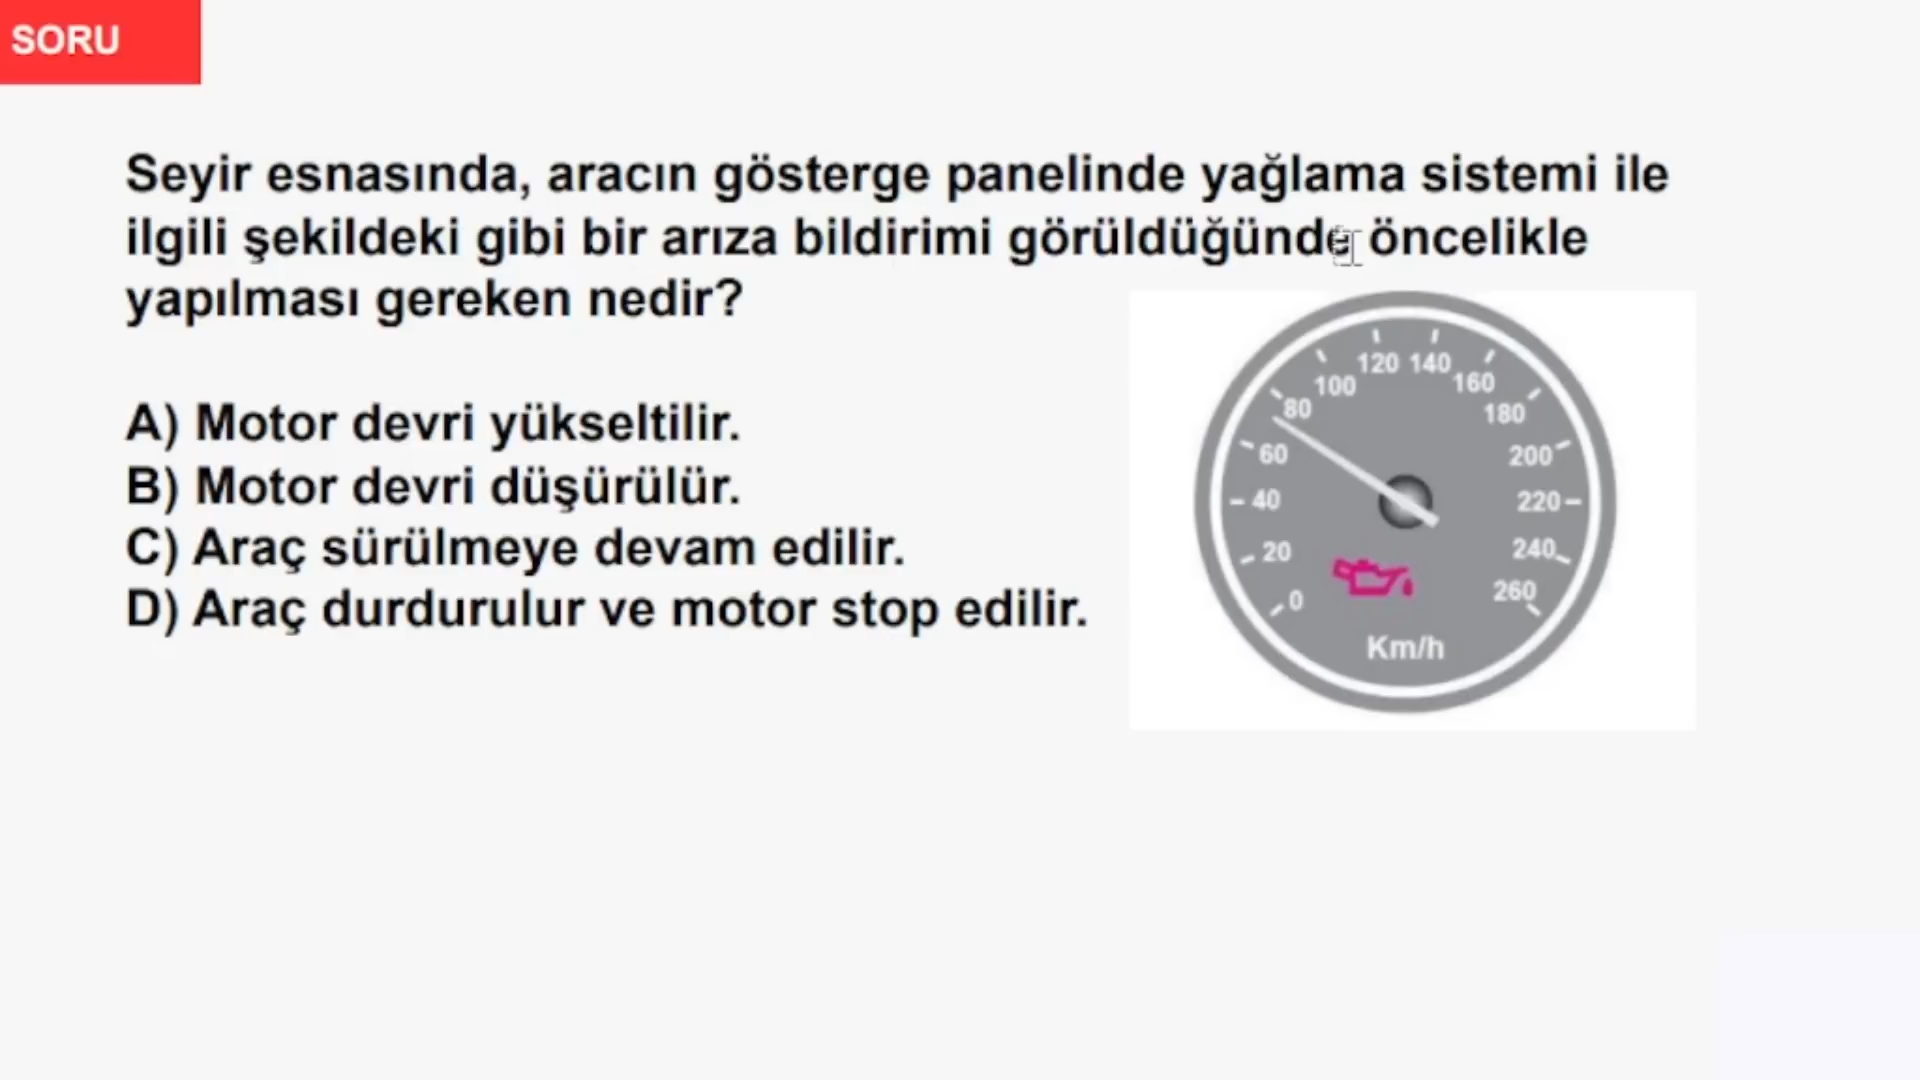 SORU
Seyir esnasında, aracın gösterge panelinde yağlama sistemi ile
ilgili şekildeki gibi bir arıza bildirimi görüldüğünde öncelikle
yapılması gereken nedir?
A) Motor devri yükseltilir.
B) Motor devri düşürülür.
C) Araç sürülmeye devam edilir.
D) Araç durdurulur ve motor stop edilir.
0
20
40
60
80
100
120
140
160
180
200
220
240
260
Km/h